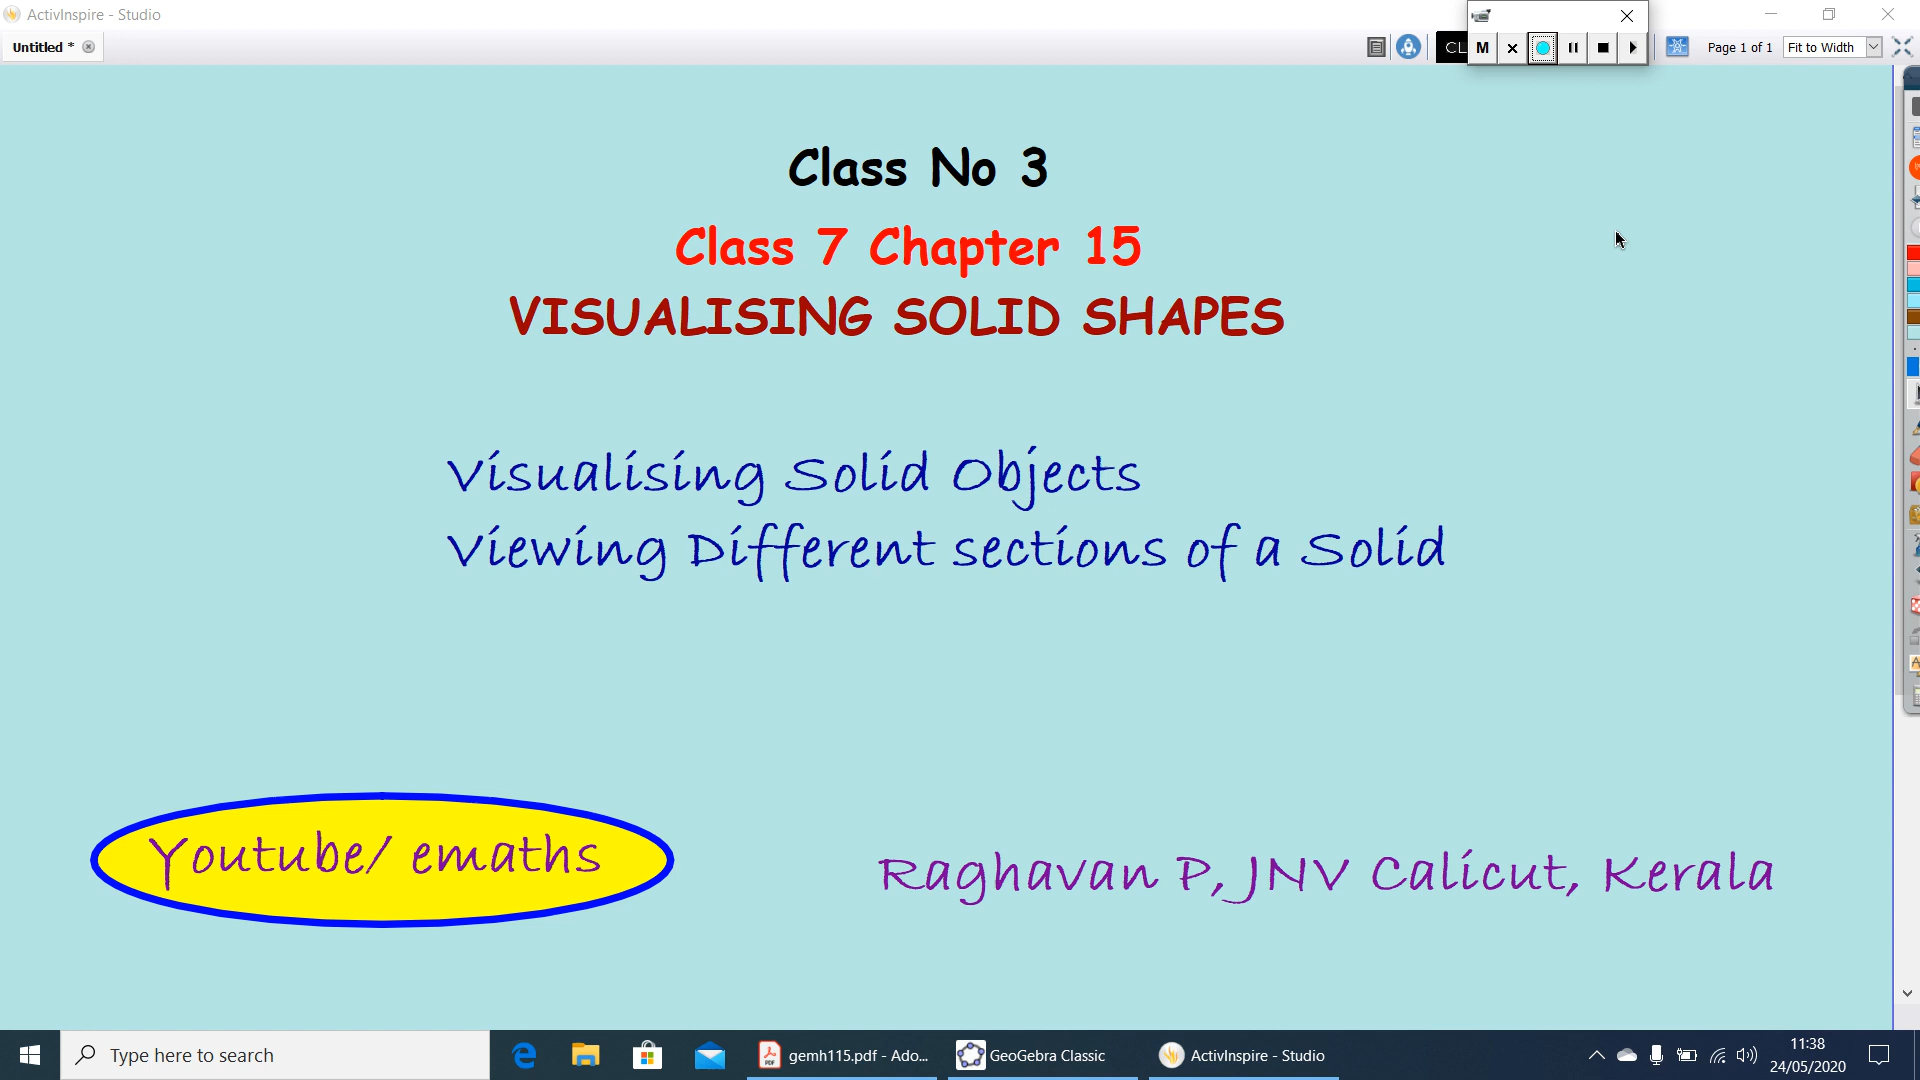 ActivInspire - Studio
Untitled *
CL
M
Page 1 of 1
Fit to Width
Class No 3
Class 7 Chapter 15
VISUALISING SOLID SHAPES
Visualising Solid Objects
Viewing Different sections of a Solid
Youtube/ emaths
Raghavan P, JNV Calicut, Kerala
Type here to search
gemh115.pdf - Ado...
GeoGebra Classic
ActivInspire - Studio
11:38
24/05/2020